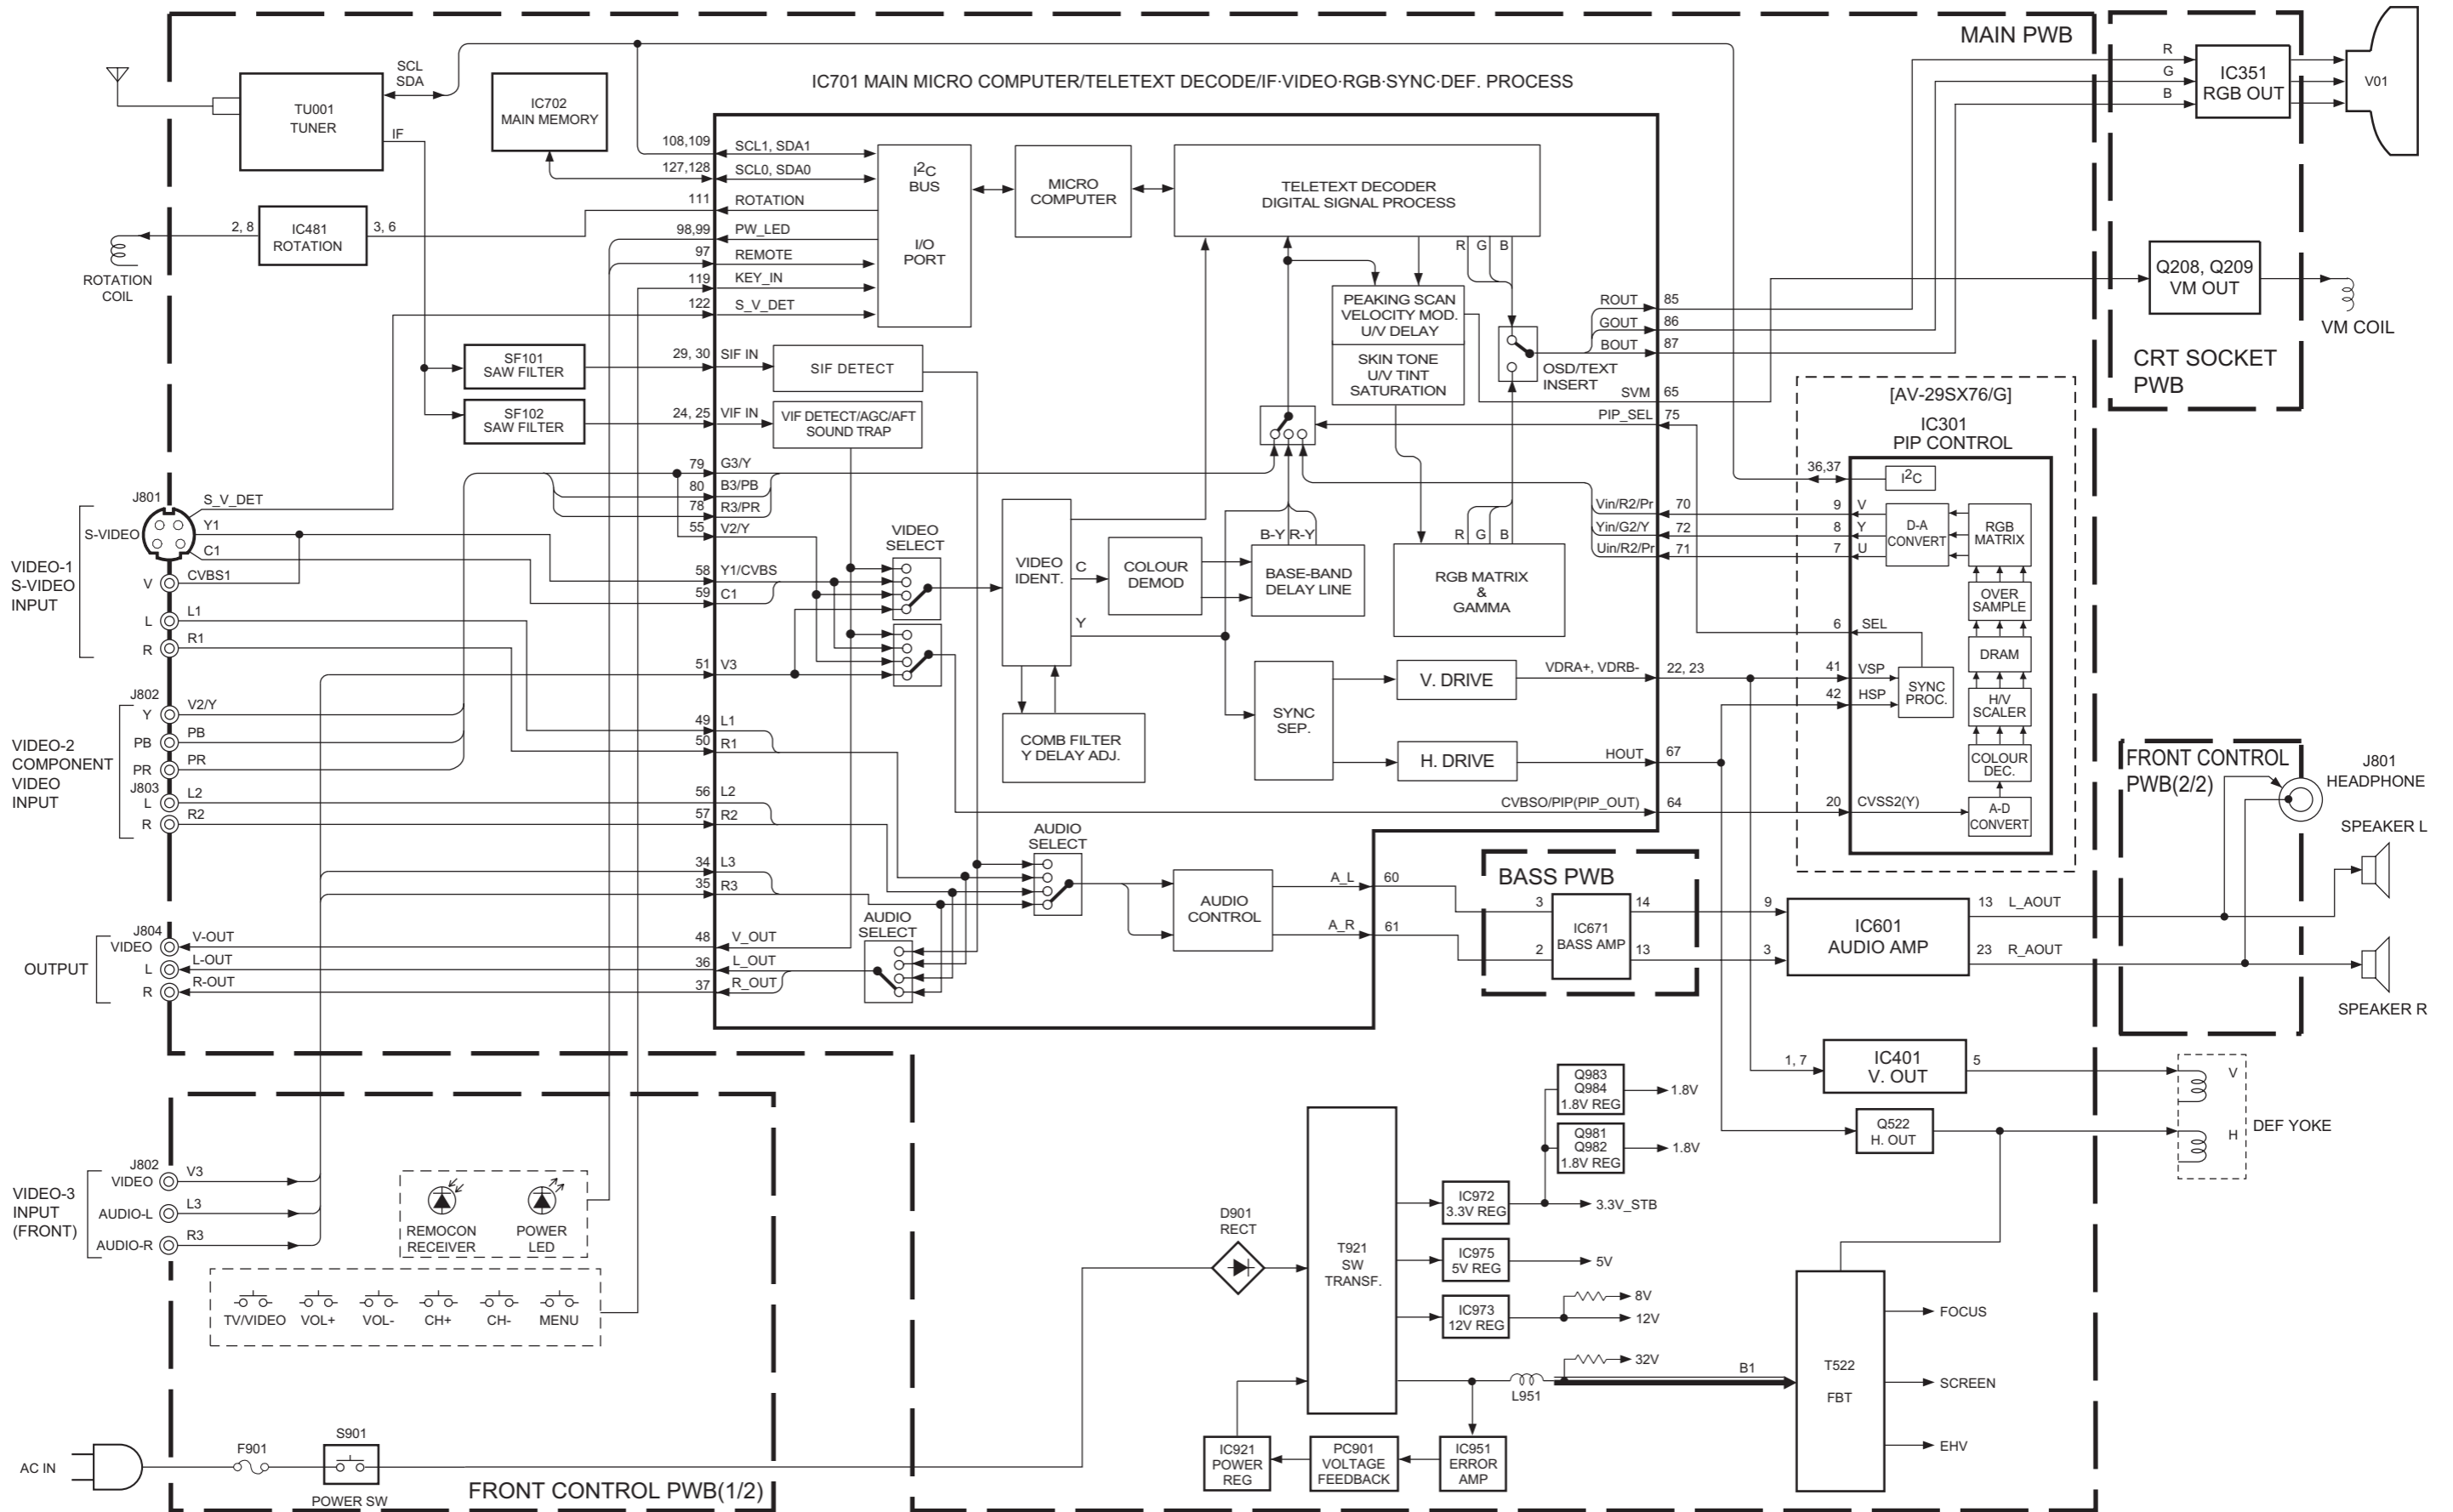 MAIN PWB
IC701 MAIN MICRO COMPUTER/TELETEXT DECODE/IF·VIDEO·RGB·SYNC·DEF. PROCESS
SCL
SDA
TU001
TUNER
IF
IC702
MAIN MEMORY
2, 8
IC481
ROTATION
3, 6
ROTATION
COIL
108,109
SCL1, SDA1
127,128
SCL0, SDA0
111
ROTATION
98,99
PW_LED
97
REMOTE
119
KEY_IN
122
S_V_DET
I2C
BUS
I/O
PORT
MICRO
COMPUTER
TELETEXT DECODER
DIGITAL SIGNAL PROCESS
R
G
B
PEAKING SCAN
VELOCITY MOD.
U/V DELAY
SKIN TONE
U/V TINT
SATURATION
OSD/TEXT
INSERT
ROUT
85
GOUT
86
BOUT
87
SVM
65
PIP_SEL
75
R
G
B
IC351
RGB OUT
V01
Q208, Q209
VM OUT
VM COIL
CRT SOCKET
PWB
SF101
SAW FILTER
29, 30
SIF IN
SIF DETECT
SF102
SAW FILTER
24, 25
VIF IN
VIF DETECT/AGC/AFT
SOUND TRAP
79
G3/Y
80
B3/PB
78
R3/PR
55
V2/Y
58
Y1/CVBS
59
C1
51
V3
VIDEO
SELECT
VIDEO
IDENT.
C
Y
COLOUR
DEMOD
B-Y
R-Y
BASE-BAND
DELAY LINE
R
G
B
RGB MATRIX
&
GAMMA
COMB FILTER
Y DELAY ADJ.
SYNC
SEP.
V. DRIVE
VDRA+, VDRB-
22, 23
H. DRIVE
HOUT
67
CVBSO/PIP(PIP_OUT)
64
Vin/R2/Pr
70
Yin/G2/Y
72
Uin/R2/Pr
71
[AV-29SX76/G]
IC301
PIP CONTROL
36,37
I2C
9
V
8
Y
7
U
D-A
CONVERT
RGB
MATRIX
OVER
SAMPLE
6
SEL
DRAM
41
VSP
42
HSP
SYNC
PROC.
H/V
SCALER
COLOUR
DEC.
20
CVSS2(Y)
A-D
CONVERT
J801
S_V_DET
S-VIDEO
Y1
C1
V
CVBS1
L
L1
R
R1
VIDEO-1
S-VIDEO
INPUT
J802
Y
V2/Y
PB
PB
PR
PR
J803
L
L2
R
R2
VIDEO-2
COMPONENT
VIDEO
INPUT
49
L1
50
R1
56
L2
57
R2
34
L3
35
R3
AUDIO
SELECT
AUDIO
SELECT
AUDIO
CONTROL
A_L
60
A_R
61
J804
VIDEO
V-OUT
L
L-OUT
R
R-OUT
OUTPUT
48
V_OUT
36
L_OUT
37
R_OUT
BASS PWB
3
2
IC671
BASS AMP
14
13
9
3
IC601
AUDIO AMP
13
L_AOUT
23
R_AOUT
FRONT CONTROL
PWB(2/2)
J801
HEADPHONE
SPEAKER L
SPEAKER R
1, 7
IC401
V. OUT
5
Q522
H. OUT
V
H
DEF YOKE
J802
VIDEO
V3
AUDIO-L
L3
AUDIO-R
R3
VIDEO-3
INPUT
(FRONT)
REMOCON
RECEIVER
POWER
LED
TV/VIDEO
VOL+
VOL-
CH+
CH-
MENU
AC IN
F901
S901
POWER SW
FRONT CONTROL PWB(1/2)
D901
RECT
T921
SW
TRANSF.
Q983
Q984
1.8V REG
1.8V
Q981
Q982
1.8V REG
1.8V
IC972
3.3V REG
3.3V_STB
IC975
5V REG
5V
IC973
12V REG
8V
12V
32V
L951
B1
T522
FBT
FOCUS
SCREEN
EHV
IC921
POWER
REG
PC901
VOLTAGE
FEEDBACK
IC951
ERROR
AMP